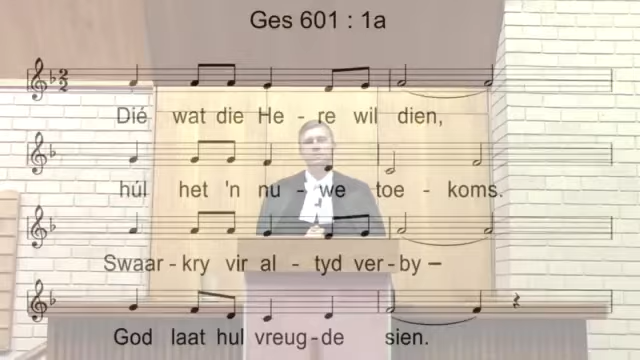 Ges 601 : 1a
Dié wat die He - re wil dien,
húl het 'n nu - we toe - koms.
Swaar - kry vir al - tyd ver - by –
God laat hul vreug - de sien.